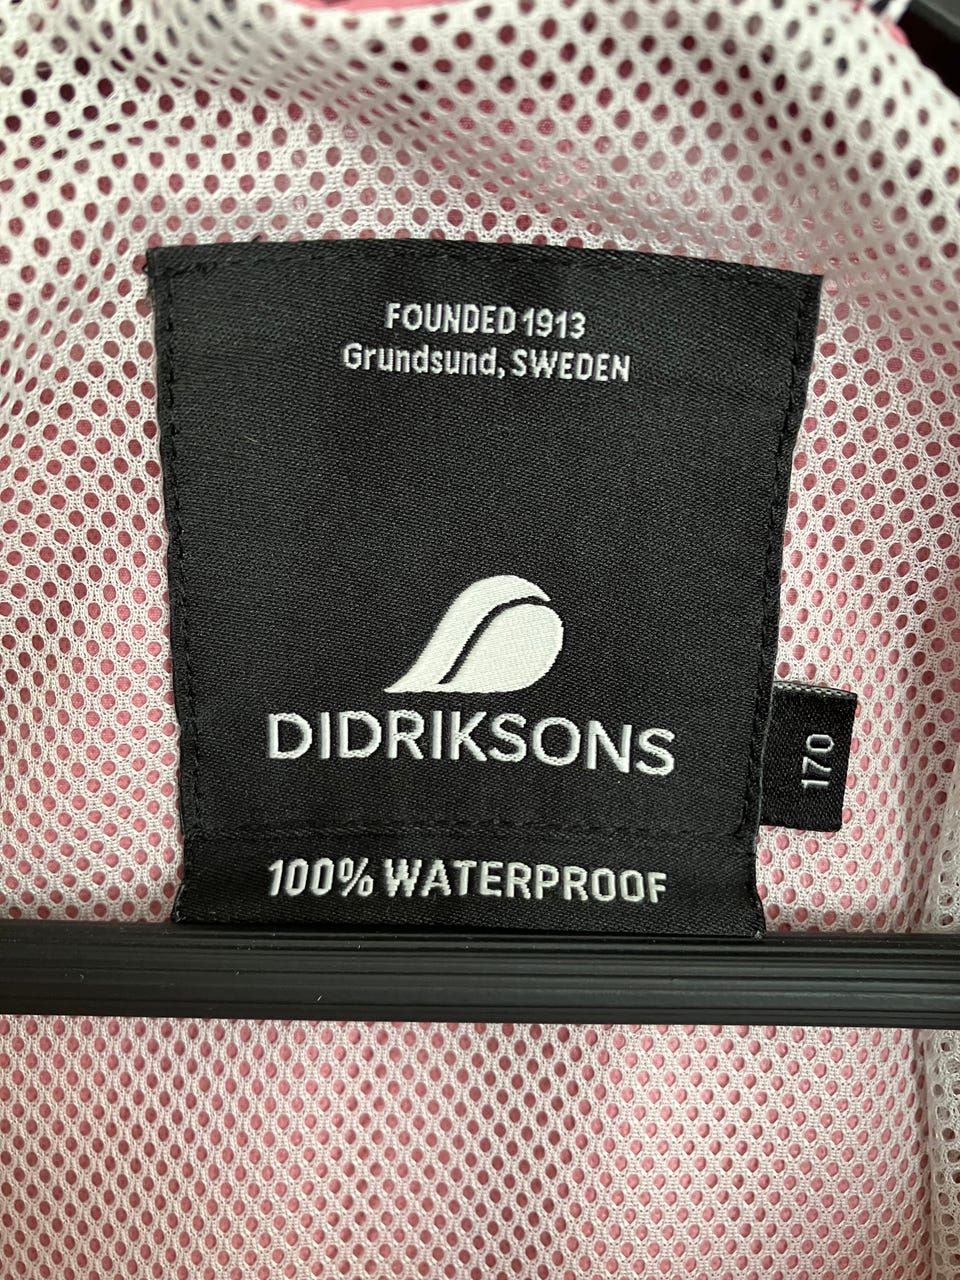 FOUNDED 1913
Grundsund, SWEDEN
DIDRIKSONS
170
100% WATERPROOF